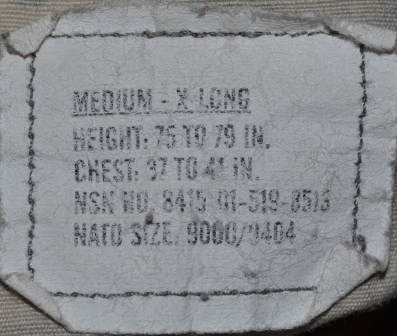 MEDIUM - X-LONG
HEIGHT: 75 TO 79 IN.
CHEST: 37 TO 41 IN.
NSN NO. 8415-01-519-8513
NATO SIZE: 9000/9404